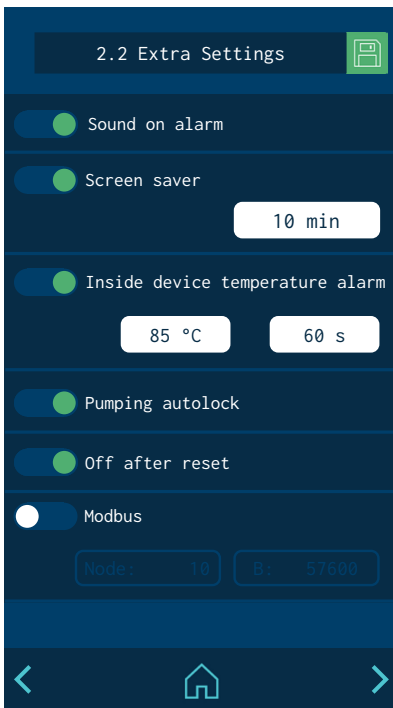 2.2 Extra Settings
Sound on alarm
Screen saver
10 min
Inside device temperature alarm
85 °C 60 s
Pumping autolock
Off after reset
Modbus
Node: 10 B: 57600